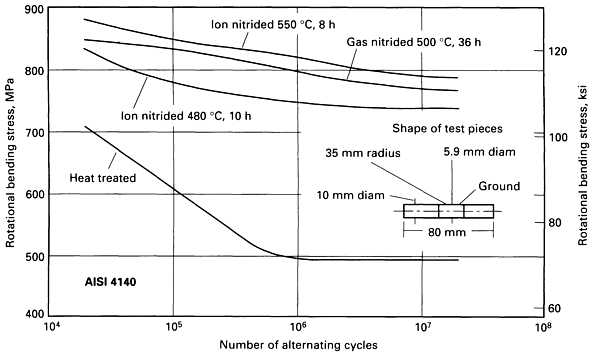 900
800
700
600
500
400
Rotational bending stress, MPa
Ion nitrided 550 °C, 8 h
Gas nitrided 500 °C, 36 h
Ion nitrided 480 °C, 10 h
Heat treated
Shape of test pieces
35 mm radius
5.9 mm diam
10 mm diam
Ground
80 mm
AISI 4140
120
100
80
60
Rotational bending stress, ksi
10⁴
10⁵
10⁶
10⁷
10⁸
Number of alternating cycles